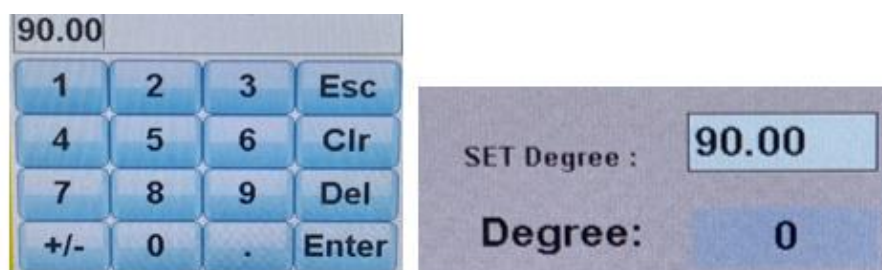 90.00
1 2 3 Esc
4 5 6 Clr
7 8 9 Del
+/- 0 . Enter
SET Degree : 90.00
Degree: 0